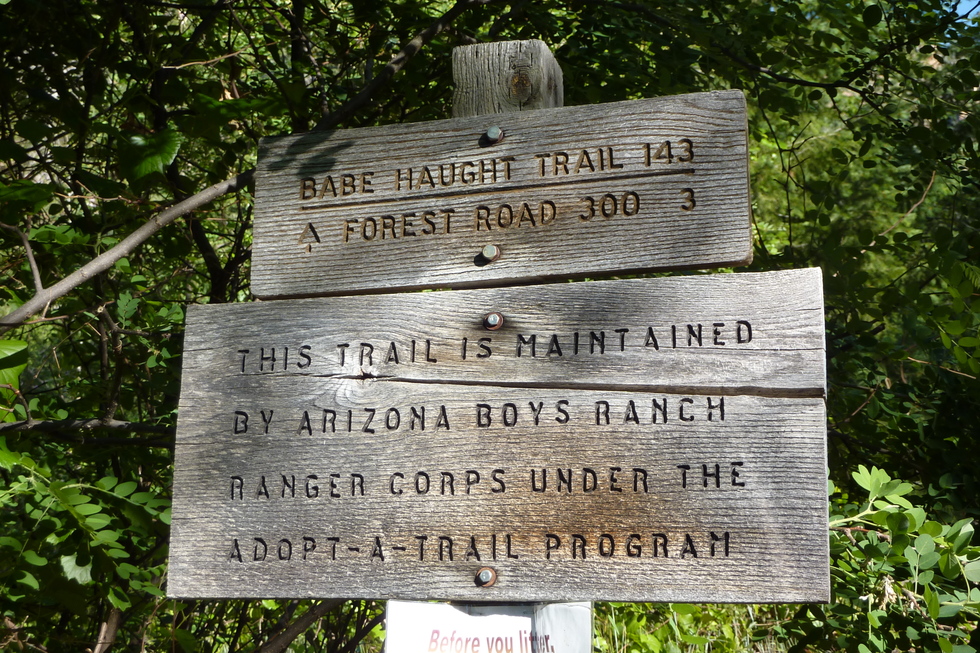 BABE HAUGHT TRAIL 143
FOREST ROAD 300 3
THIS TRAIL IS MAINTAINED
BY ARIZONA BOYS RANCH
RANGER CORPS UNDER THE
ADOPT-A-TRAIL PROGRAM
Before you litter,